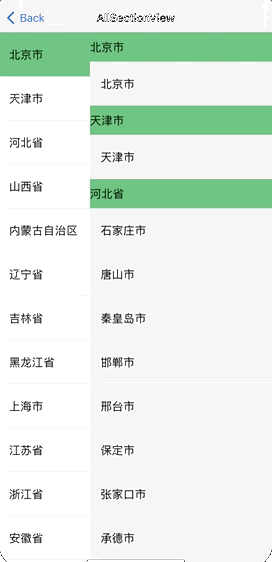 Back
AllSectionView
北京市
天津市
河北省
山西省
内蒙古自治区
辽宁省
吉林省
黑龙江省
上海市
江苏省
浙江省
安徽省
北京市
北京市
天津市
天津市
河北省
石家庄市
唐山市
秦皇岛市
邯郸市
邢台市
保定市
张家口市
承德市